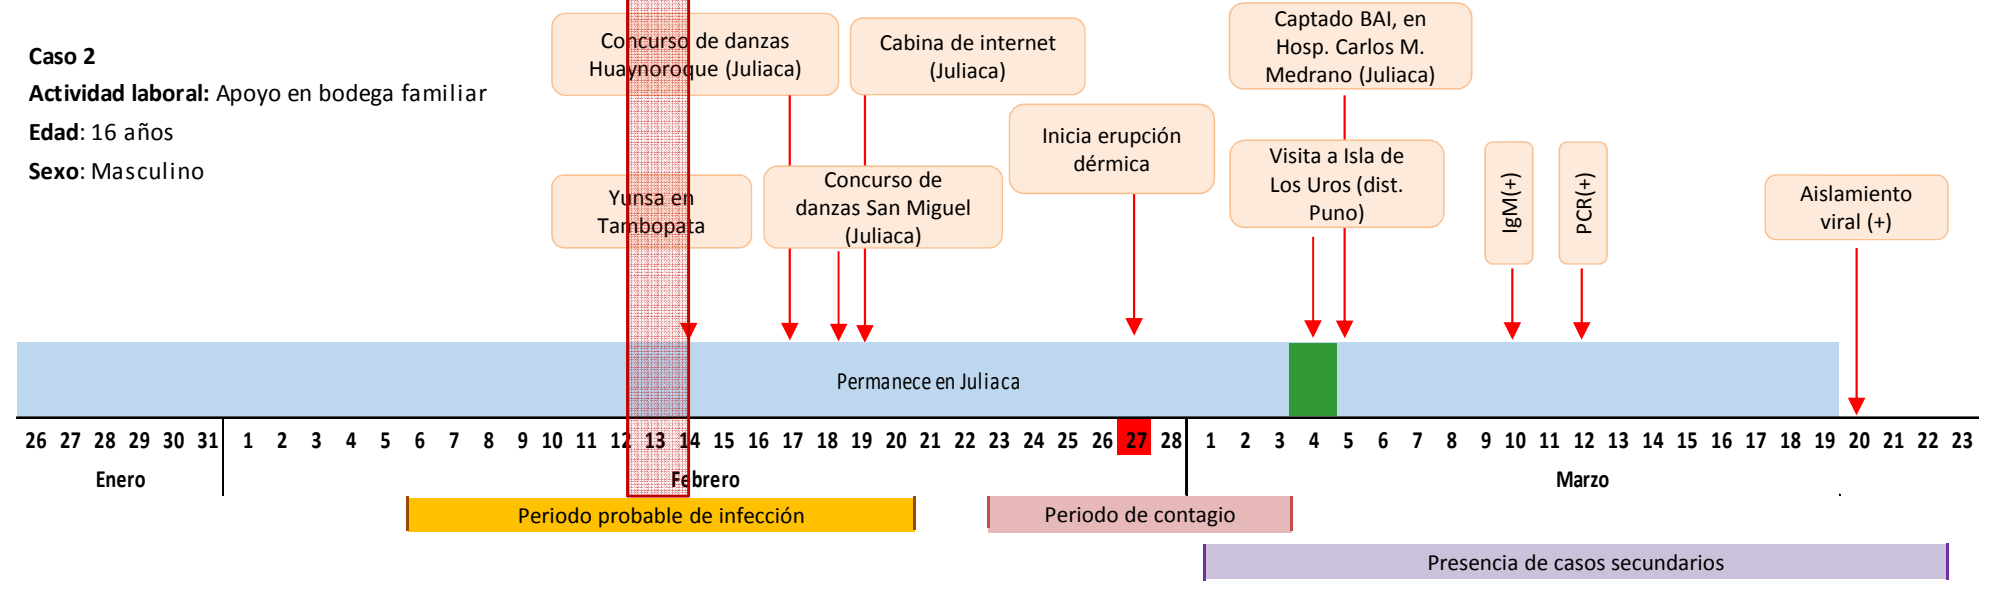 Caso 2
Actividad laboral: Apoyo en bodega familiar
Edad: 16 años
Sexo: Masculino
Concurso de danzas
Huaynoroque (Juliaca)
Cabina de internet
(Juliaca)
Captado BAI, en
Hosp. Carlos M.
Medrano (Juliaca)
Inicia erupción
dérmica
Yunsa en
Tambopata
Concurso de
danzas San Miguel
(Juliaca)
Visita a Isla de
Los Uros (dist.
Puno)
IgM(+)
PCR(+)
Aislamiento
viral (+)
Permanece en Juliaca
26 27 28 29 30 31 1 2 3 4 5 6 7 8 9 10 11 12 13 14 15 16 17 18 19 20 21 22 23 24 25 26 27 28 1 2 3 4 5 6 7 8 9 10 11 12 13 14 15 16 17 18 19 20 21 22 23
Enero Febrero Marzo
Periodo probable de infección
Periodo de contagio
Presencia de casos secundarios